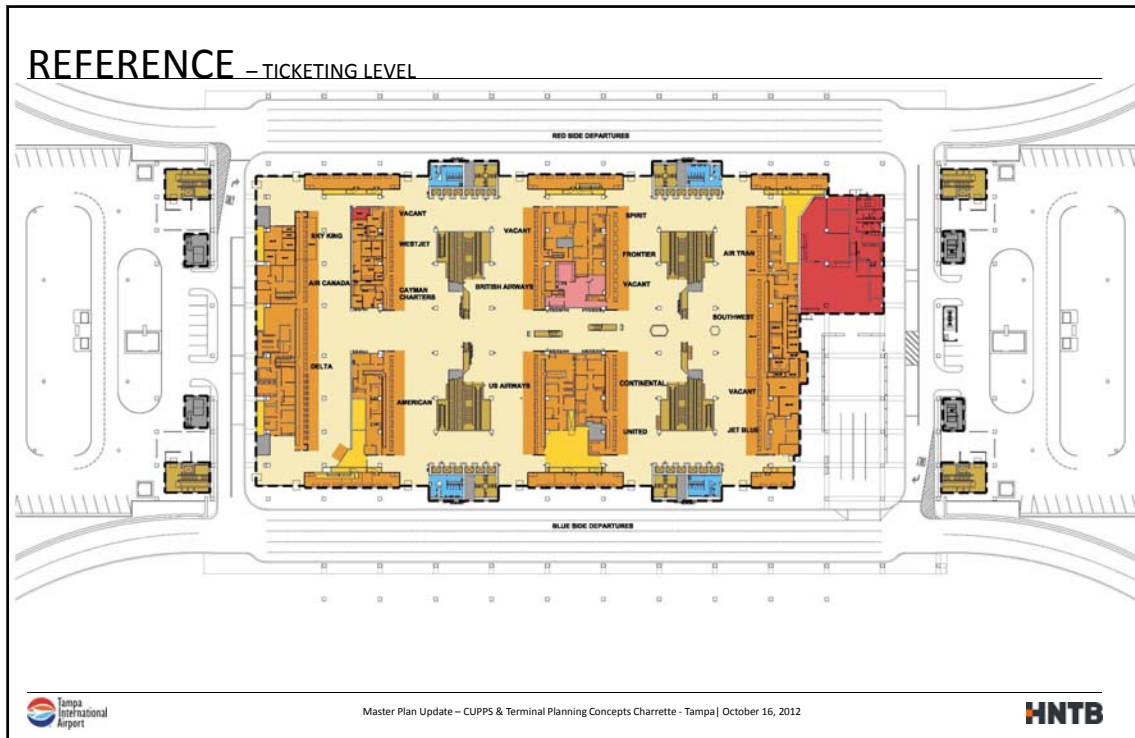 REFERENCE – TICKETING LEVEL
RED SIDE DEPARTURES
VACANT
SPIRIT
SKY KING
VACANT
WESTJET
FRONTIER
AIR TRAN
AIR CANADA
CAYMAN
CHARTERS
BRITISH AIRWAYS
VACANT
SOUTHWEST
DELTA
US AIRWAYS
CONTINENTAL
VACANT
AMERICAN
UNITED
JET BLUE
BLUE SIDE DEPARTURES
Tampa
International
Airport
Master Plan Update – CUPPS & Terminal Planning Concepts Charrette - Tampa| October 16, 2012
HNTB